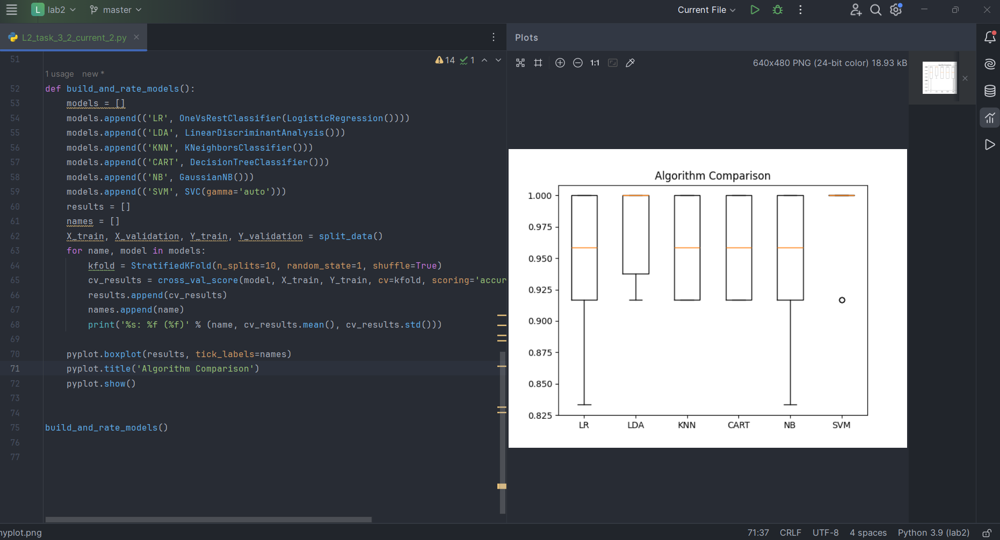 L lab2 master Current File
L2_task_3_2_current_2.py
Plots
14 1
1:1 640x480 PNG (24-bit color) 18.93 kB
51
1 usage new *
52 def build_and_rate_models():
53 models = []
54 models.append(('LR', OneVsRestClassifier(LogisticRegression())))
55 models.append(('LDA', LinearDiscriminantAnalysis()))
56 models.append(('KNN', KNeighborsClassifier()))
57 models.append(('CART', DecisionTreeClassifier()))
58 models.append(('NB', GaussianNB()))
59 models.append(('SVM', SVC(gamma='auto')))
60 results = []
61 names = []
62 X_train, X_validation, Y_train, Y_validation = split_data()
63 for name, model in models:
64 kfold = StratifiedKFold(n_splits=10, random_state=1, shuffle=True)
65 cv_results = cross_val_score(model, X_train, Y_train, cv=kfold, scoring='accur
66 results.append(cv_results)
67 names.append(name)
68 print('%s: %f (%f)' % (name, cv_results.mean(), cv_results.std()))
69
70 pyplot.boxplot(results, tick_labels=names)
71 pyplot.title('Algorithm Comparison')
72 pyplot.show()
73
74
75 build_and_rate_models()
76
77
Algorithm Comparison
1.000
0.975
0.950
0.925
0.900
0.875
0.850
0.825
LR LDA KNN CART NB SVM
yplot.png
71:37 CRLF UTF-8 4 spaces Python 3.9 (lab2)